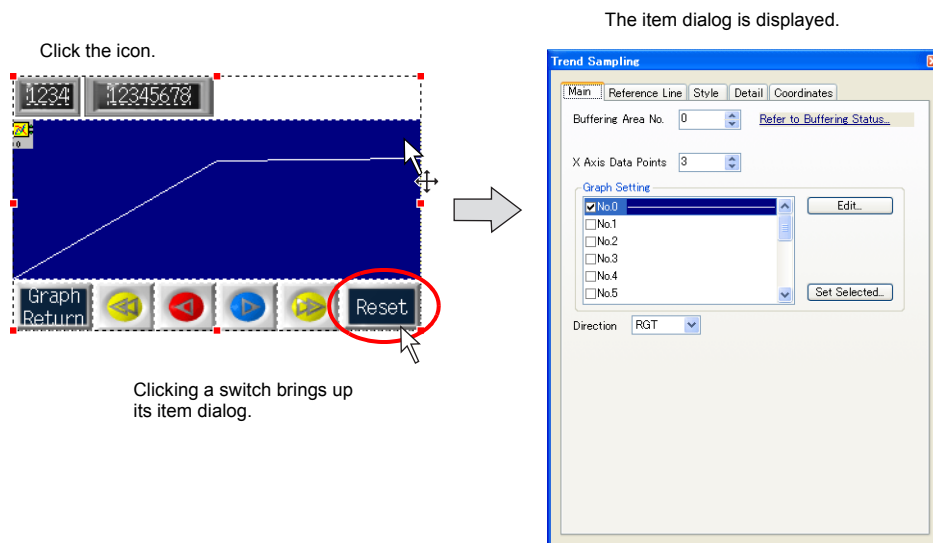 The item dialog is displayed.
Click the icon.
1234 12345678
0
Graph
Return
Reset
Clicking a switch brings up
its item dialog.
Trend Sampling
Main Reference Line Style Detail Coordinates
Buffering Area No. 0 Refer to Buffering Status...
X Axis Data Points 3
Graph Setting
No.0
No.1
No.2
No.3
No.4
No.5
Edit...
Set Selected...
Direction RGT